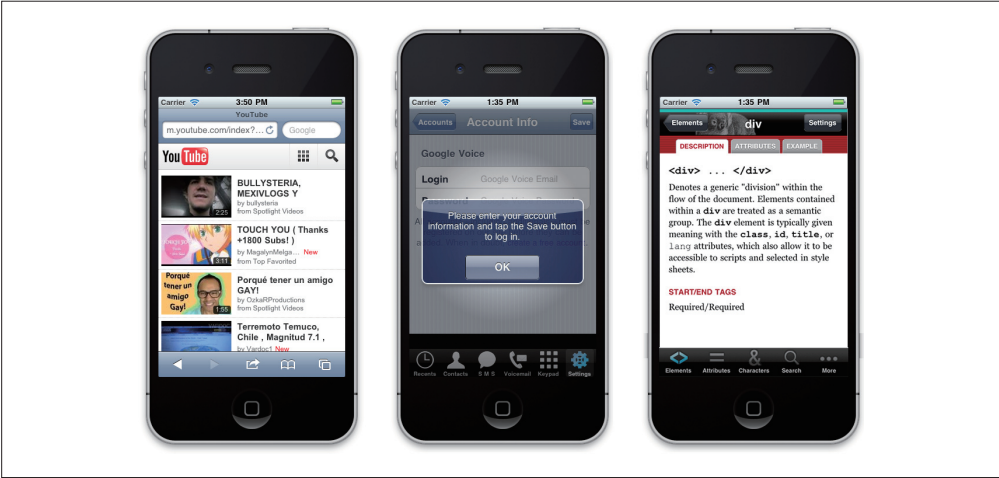 Carrier 3:50 PM
YouTube
m.youtube.com/index?... Google
You Tube
BULLYSTERIA,
MEXIVLOGS Y
by bullysteria
from Spotlight Videos
2:25
TOUCH YOU ( Thanks
+1800 Subs! )
by MagalynMelga... New
from Top Favorited
3:11
Porqué
tener un
amigo
Gay!
1:55
Porqué tener un amigo
GAY!
by OzkaRProductions
from Spotlight Videos
Terremoto Temuco,
Chile , Magnitud 7.1 ,
by Vardoc1 New
Carrier 1:35 PM
Accounts Account Info Save
Google Voice
Login Google Voice Email
Password
Please enter your account
information and tap the Save button
to log in.
OK
Recents Contacts S M S Voicemail Keypad Settings
Carrier 1:35 PM
Elements div Settings
DESCRIPTION ATTRIBUTES EXAMPLE
<div> ... </div>
Denotes a generic "division" within the
flow of the document. Elements contained
within a div are treated as a semantic
group. The div element is typically given
meaning with the class, id, title, or
lang attributes, which also allow it to be
accessible to scripts and selected in style
sheets.
START/END TAGS
Required/Required
Elements Attributes Characters Search More